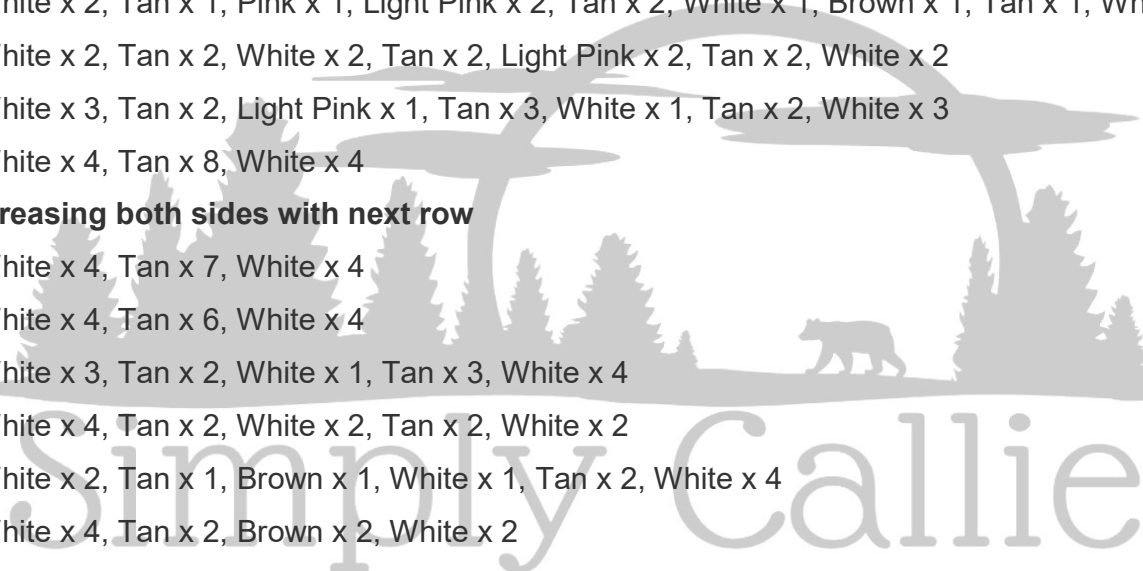 hite x 2, Tan x 1, Pink x 1, Light Pink x 2, Tan x 2, White x 1, Brown x 1, Tan x 1, Wh
hite x 2, Tan x 2, White x 2, Tan x 2, Light Pink x 2, Tan x 2, White x 2
hite x 3, Tan x 2, Light Pink x 1, Tan x 3, White x 1, Tan x 2, White x 3
hite x 4, Tan x 8, White x 4
reasing both sides with next row
hite x 4, Tan x 7, White x 4
hite x 4, Tan x 6, White x 4
hite x 3, Tan x 2, White x 1, Tan x 3, White x 4
hite x 4, Tan x 2, White x 2, Tan x 2, White x 2
hite x 2, Tan x 1, Brown x 1, White x 1, Tan x 2, White x 4
hite x 4, Tan x 2, Brown x 2, White x 2
Simply Callie